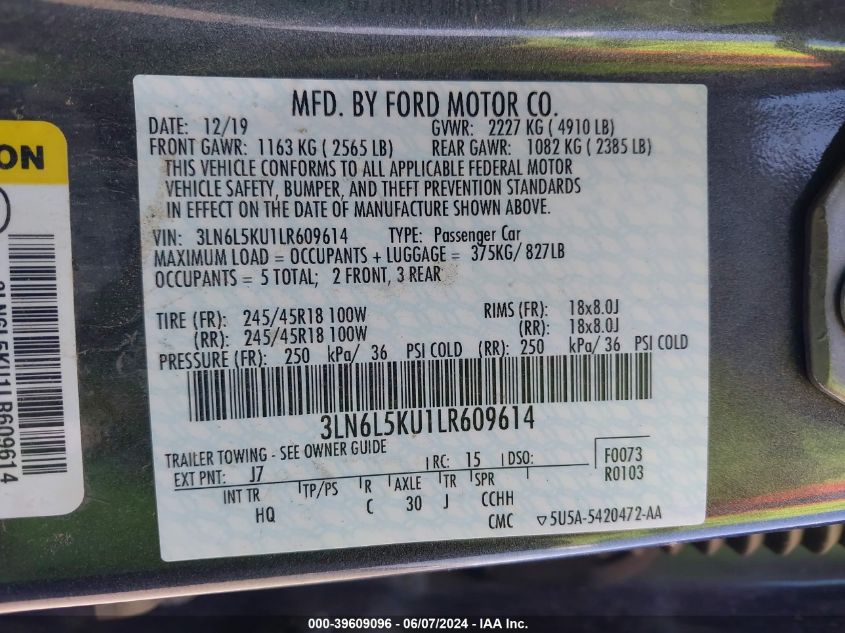 MFD. BY FORD MOTOR CO.
DATE: 12/19 GVWR: 2227 KG ( 4910 LB)
FRONT GAWR: 1163 KG ( 2565 LB) REAR GAWR: 1082 KG ( 2385 LB)
THIS VEHICLE CONFORMS TO ALL APPLICABLE FEDERAL MOTOR
VEHICLE SAFETY, BUMPER, AND THEFT PREVENTION STANDARDS
IN EFFECT ON THE DATE OF MANUFACTURE SHOWN ABOVE.
VIN: 3LN6L5KU1LR609614 TYPE: Passenger Car
MAXIMUM LOAD = OCCUPANTS + LUGGAGE = 375KG/ 827LB
OCCUPANTS = 5 TOTAL; 2 FRONT, 3 REAR
TIRE (FR): 245/45R18 100W RIMS (FR): 18x8.0J
(RR): 245/45R18 100W (RR): 18x8.0J
PRESSURE (FR): 250 kPa/ 36 PSI COLD (RR): 250 kPa/ 36 PSI COLD
3LN6L5KU1LR609614
TRAILER TOWING - SEE OWNER GUIDE
EXT PNT: J7 RC: 15 DSO: F0073
R0103
INT TR TP/PS R AXLE TR SPR
HQ C 30 J CCHH
CMC ▽5U5A-5420472-AA
ON
3LN6L5KU1LR609614
000-39609096 - 06/07/2024 - IAA Inc.